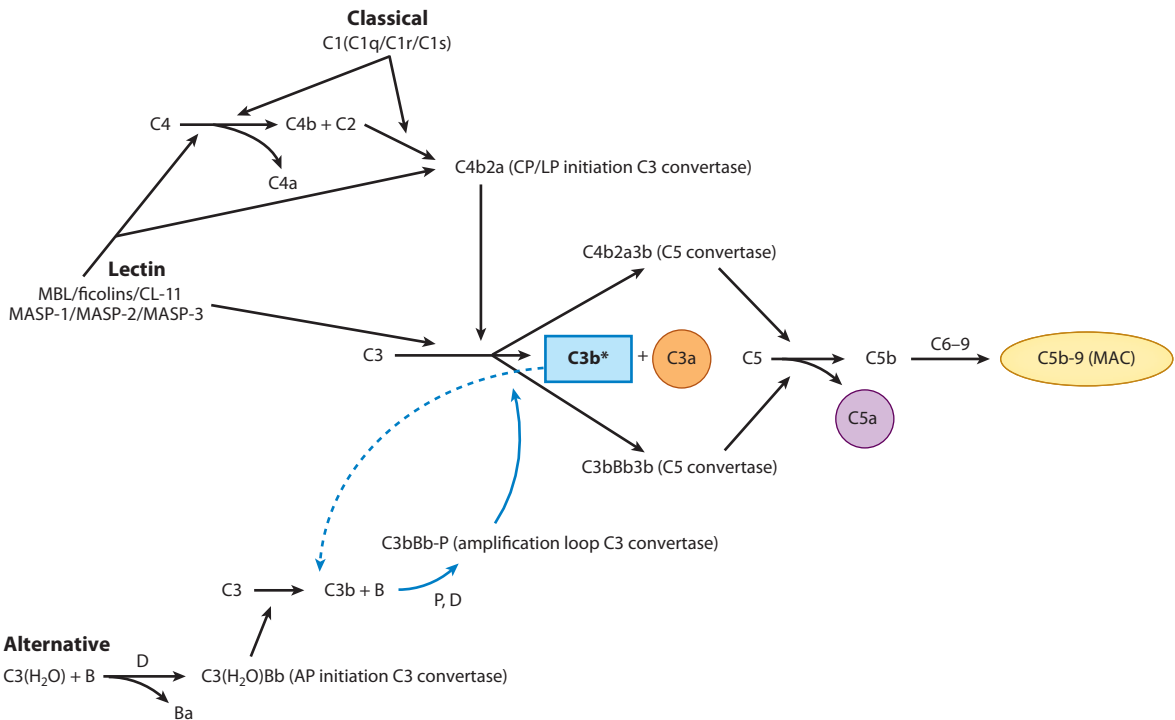 Classical
C1(C1q/C1r/C1s)
C4
C4b + C2
C4a
C4b2a (CP/LP initiation C3 convertase)
Lectin
MBL/ficolins/CL-11
MASP-1/MASP-2/MASP-3
C4b2a3b (C5 convertase)
C3
C3b*
+
C3a
C5
C5b
C6–9
C5b-9 (MAC)
C5a
C3bBb3b (C5 convertase)
C3bBb-P (amplification loop C3 convertase)
C3
C3b + B
P, D
Alternative
C3(H₂O) + B
D
C3(H₂O)Bb (AP initiation C3 convertase)
Ba